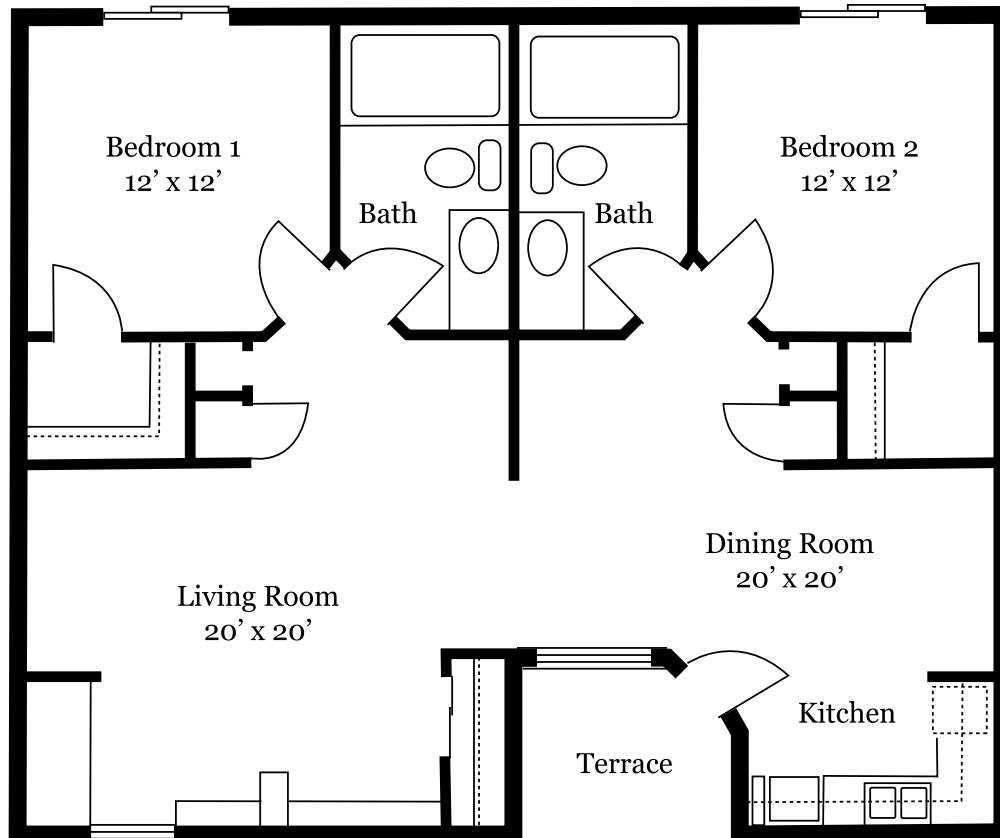 Bedroom 1
12’ x 12’
Bath
Bath
Bedroom 2
12’ x 12’
Living Room
20’ x 20’
Dining Room
20’ x 20’
Kitchen
Terrace